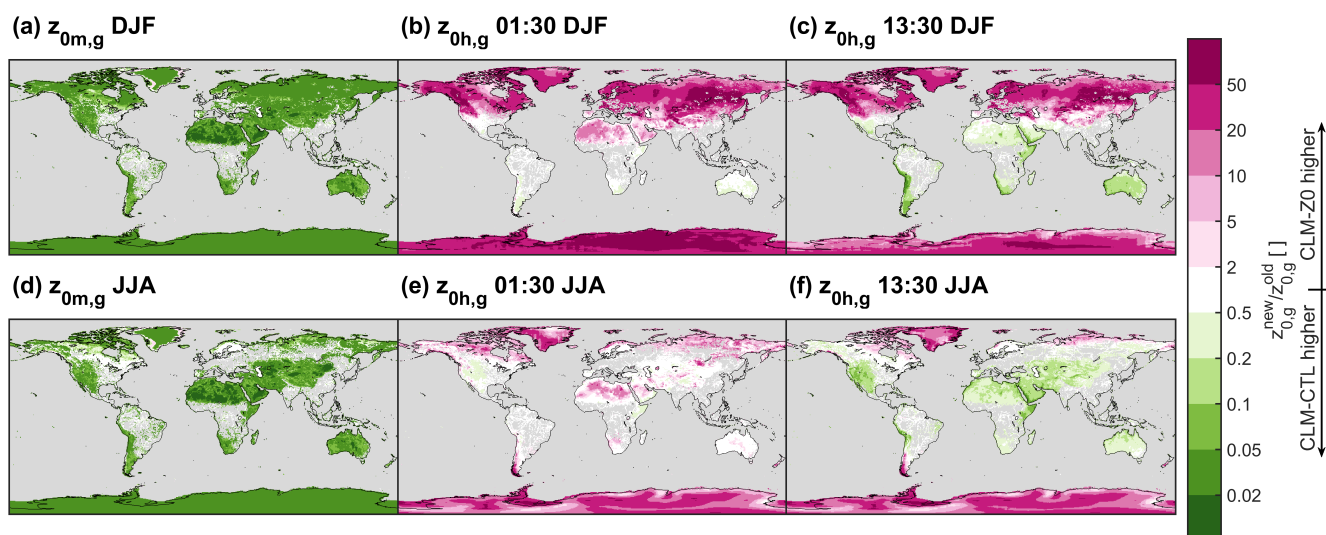 (a) z0m,g DJF
(b) z0h,g 01:30 DJF
(c) z0h,g 13:30 DJF
(d) z0m,g JJA
(e) z0h,g 01:30 JJA
(f) z0h,g 13:30 JJA
50
20
10
5
2
0.5
0.2
0.1
0.05
0.02
z0,g^new/z0,g^old [ ]
CLM-Z0 higher
CLM-CTL higher